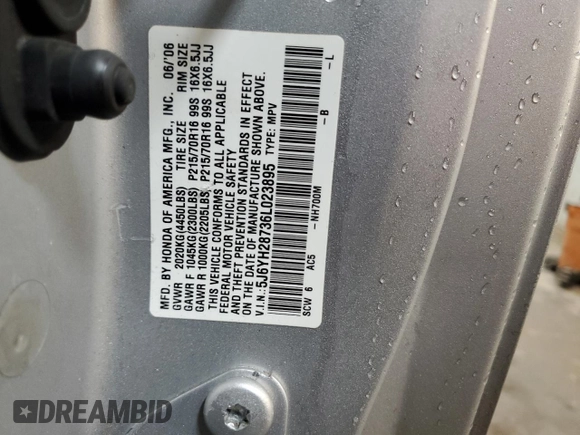 MFD. BY HONDA OF AMERICA MFG., INC. 06/'06
GVWR 2020KG(4450LBS) TIRE SIZE RIM SIZE
GAWR F 1045KG(2300LBS) P215/70R16 99S 16X6.5JJ
GAWR R 1000KG(2205LBS) P215/70R16 99S 16X6.5JJ
THIS VEHICLE CONFORMS TO ALL APPLICABLE
FEDERAL MOTOR VEHICLE SAFETY
AND THEFT PREVENTION STANDARDS IN EFFECT
ON THE DATE OF MANUFACTURE SHOWN ABOVE.
V.I.N.: 5J6YH28736L023895 TYPE: MPV
SCW 6 AC5 -NH700M -B -L
DREAMBID